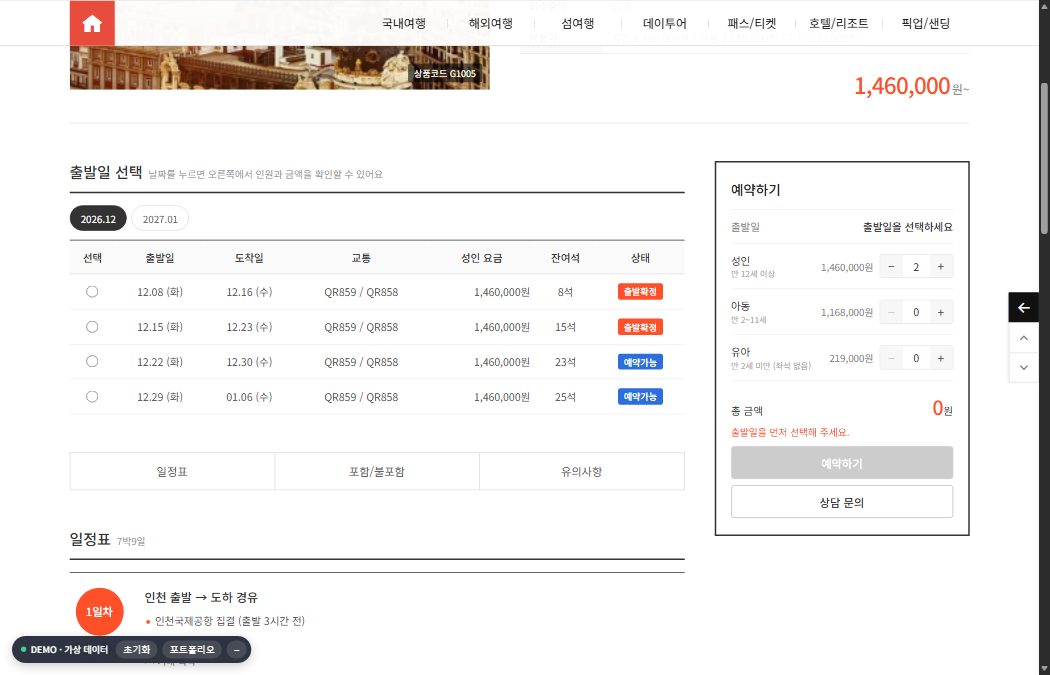 국내여행 해외여행 섬여행 데이투어 패스/티켓 호텔/리조트 픽업/샌딩
상품코드 G1005
1,460,000원~
출발일 선택 날짜를 누르면 오른쪽에서 인원과 금액을 확인할 수 있어요
2026.12 2027.01
선택 출발일 도착일 교통 성인 요금 잔여석 상태
12.08 (화) 12.16 (수) QR859 / QR858 1,460,000원 8석 출발확정
12.15 (화) 12.23 (수) QR859 / QR858 1,460,000원 15석 출발확정
12.22 (화) 12.30 (수) QR859 / QR858 1,460,000원 23석 예약가능
12.29 (화) 01.06 (수) QR859 / QR858 1,460,000원 25석 예약가능
일정표 포함/불포함 유의사항
일정표 7박9일
1일차
인천 출발 → 도하 경유
• 인천국제공항 집결 (출발 3시간 전)
예약하기
출발일 출발일을 선택하세요
성인 1,460,000원 − 2 +
만 12세 이상
아동 1,168,000원 − 0 +
만 2~11세
유아 219,000원 − 0 +
만 2세 미만 (좌석 없음)
총 금액 0원
출발일을 먼저 선택해 주세요.
예약하기
상담 문의
DEMO · 가상 데이터 초기화 포트폴리오 −